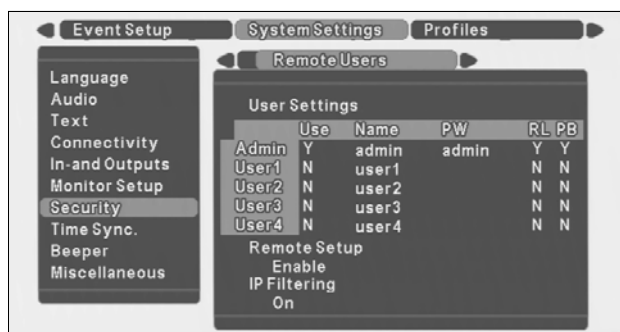 Event Setup System Settings Profiles
Remote Users
Language
Audio
Text
Connectivity
In-and Outputs
Monitor Setup
Security
Time Sync.
Beeper
Miscellaneous
User Settings
Use Name PW RL PB
Admin Y admin admin Y Y
User1 N user1 N N
User2 N user2 N N
User3 N user3 N N
User4 N user4 N N
Remote Setup
Enable
IP Filtering
On